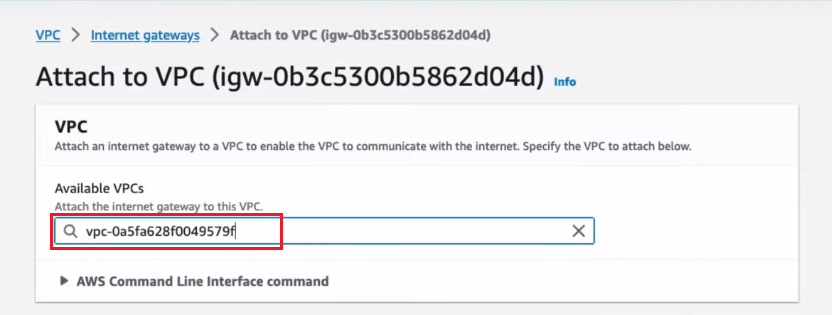 VPC > Internet gateways > Attach to VPC (igw-0b3c5300b5862d04d)
Attach to VPC (igw-0b3c5300b5862d04d) Info
VPC
Attach an internet gateway to a VPC to enable the VPC to communicate with the internet. Specify the VPC to attach below.
Available VPCs
Attach the internet gateway to this VPC.
vpc-0a5fa628f0049579f
AWS Command Line Interface command